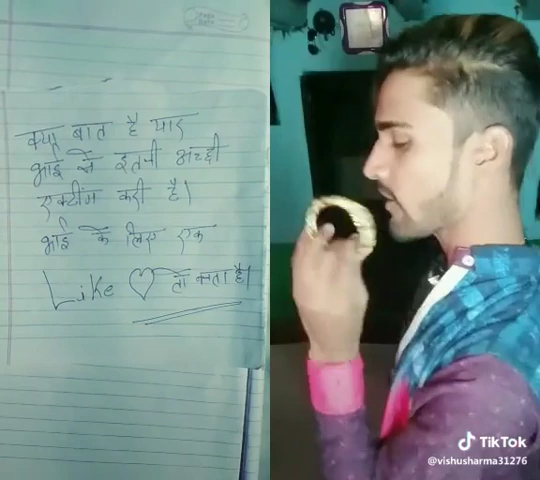 क्या बात है यार
भाई ने इतनी अच्छी
एक्टींग करी है।
भाई के लिए एक
Like ♡ तो बनता है।
TikTok
@vishusharma31276